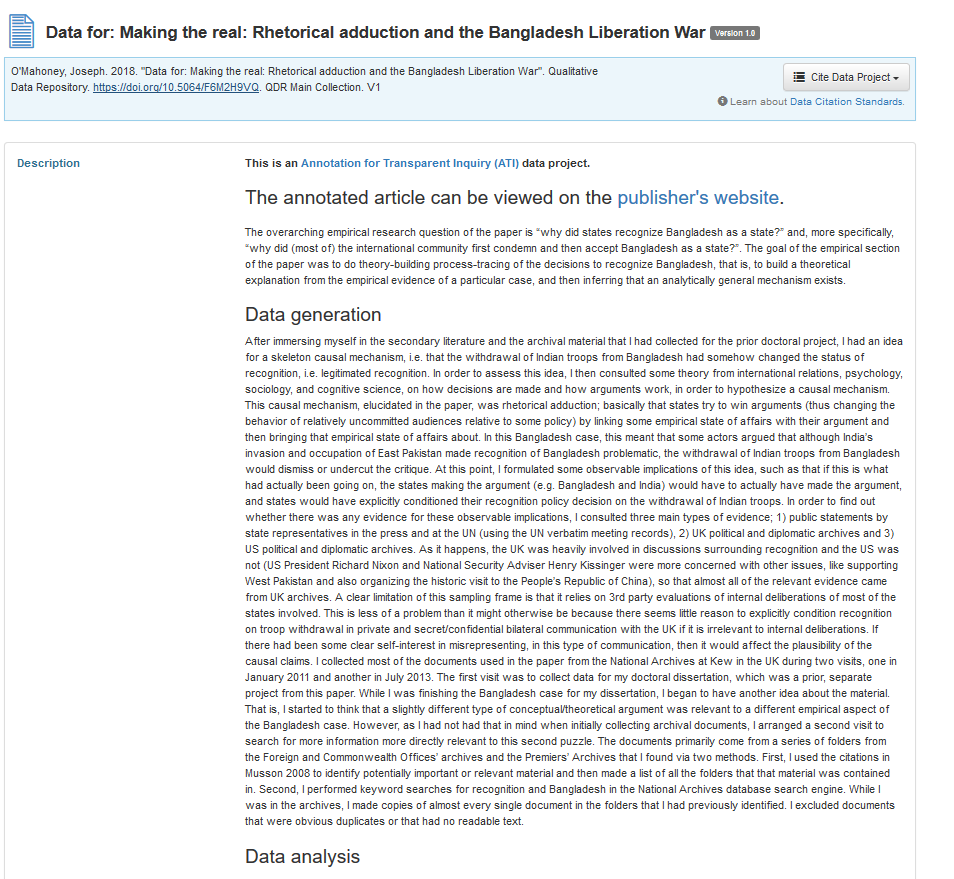 Data for: Making the real: Rhetorical adduction and the Bangladesh Liberation War Version 1.0
O'Mahoney, Joseph. 2018. "Data for: Making the real: Rhetorical adduction and the Bangladesh Liberation War". Qualitative
Data Repository. https://doi.org/10.5064/F6M2H9VQ. QDR Main Collection. V1
Cite Data Project
Learn about Data Citation Standards.
Description
This is an Annotation for Transparent Inquiry (ATI) data project.
The annotated article can be viewed on the publisher's website.
The overarching empirical research question of the paper is “why did states recognize Bangladesh as a state?” and, more specifically,
“why did (most of) the international community first condemn and then accept Bangladesh as a state?”. The goal of the empirical section
of the paper was to do theory-building process-tracing of the decisions to recognize Bangladesh, that is, to build a theoretical
explanation from the empirical evidence of a particular case, and then inferring that an analytically general mechanism exists.
Data generation
After immersing myself in the secondary literature and the archival material that I had collected for the prior doctoral project, I had an idea
for a skeleton causal mechanism, i.e. that the withdrawal of Indian troops from Bangladesh had somehow changed the status of
recognition, i.e. legitimated recognition. In order to assess this idea, I then consulted some theory from international relations, psychology,
sociology, and cognitive science, on how decisions are made and how arguments work, in order to hypothesize a causal mechanism.
This causal mechanism, elucidated in the paper, was rhetorical adduction; basically that states try to win arguments (thus changing the
behavior of relatively uncommitted audiences relative to some policy) by linking some empirical state of affairs with their argument and
then bringing that empirical state of affairs about. In this Bangladesh case, this meant that some actors argued that although India’s
invasion and occupation of East Pakistan made recognition of Bangladesh problematic, the withdrawal of Indian troops from Bangladesh
would dismiss or undercut the critique. At this point, I formulated some observable implications of this idea, such as that if this is what
had actually been going on, the states making the argument (e.g. Bangladesh and India) would have to actually have made the argument,
and states would have explicitly conditioned their recognition policy decision on the withdrawal of Indian troops. In order to find out
whether there was any evidence for these observable implications, I consulted three main types of evidence; 1) public statements by
state representatives in the press and at the UN (using the UN verbatim meeting records), 2) UK political and diplomatic archives and 3)
US political and diplomatic archives. As it happens, the UK was heavily involved in discussions surrounding recognition and the US was
not (US President Richard Nixon and National Security Adviser Henry Kissinger were more concerned with other issues, like supporting
West Pakistan and also organizing the historic visit to the People's Republic of China), so that almost all of the relevant evidence came
from UK archives. A clear limitation of this sampling frame is that it relies on 3rd party evaluations of internal deliberations of most of the
states involved. This is less of a problem than it might otherwise be because there seems little reason to explicitly condition recognition
on troop withdrawal in private and secret/confidential bilateral communication with the UK if it is irrelevant to internal deliberations. If
there had been some clear self-interest in misrepresenting, in this type of communication, then it would affect the plausibility of the
causal claims. I collected most of the documents used in the paper from the National Archives at Kew in the UK during two visits, one in
January 2011 and another in July 2013. The first visit was to collect data for my doctoral dissertation, which was a prior, separate
project from this paper. While I was finishing the Bangladesh case for my dissertation, I began to have another idea about the material.
That is, I started to think that a slightly different type of conceptual/theoretical argument was relevant to a different empirical aspect of
the Bangladesh case. However, as I had not had that in mind when initially collecting archival documents, I arranged a second visit to
search for more information more directly relevant to this second puzzle. The documents primarily come from a series of folders from
the Foreign and Commonwealth Offices’ archives and the Premiers’ Archives that I found via two methods. First, I used the citations in
Musson 2008 to identify potentially important or relevant material and then made a list of all the folders that that material was contained
in. Second, I performed keyword searches for recognition and Bangladesh in the National Archives database search engine. While I
was in the archives, I made copies of almost every single document in the folders that I had previously identified. I excluded documents
that were obvious duplicates or that had no readable text.
Data analysis